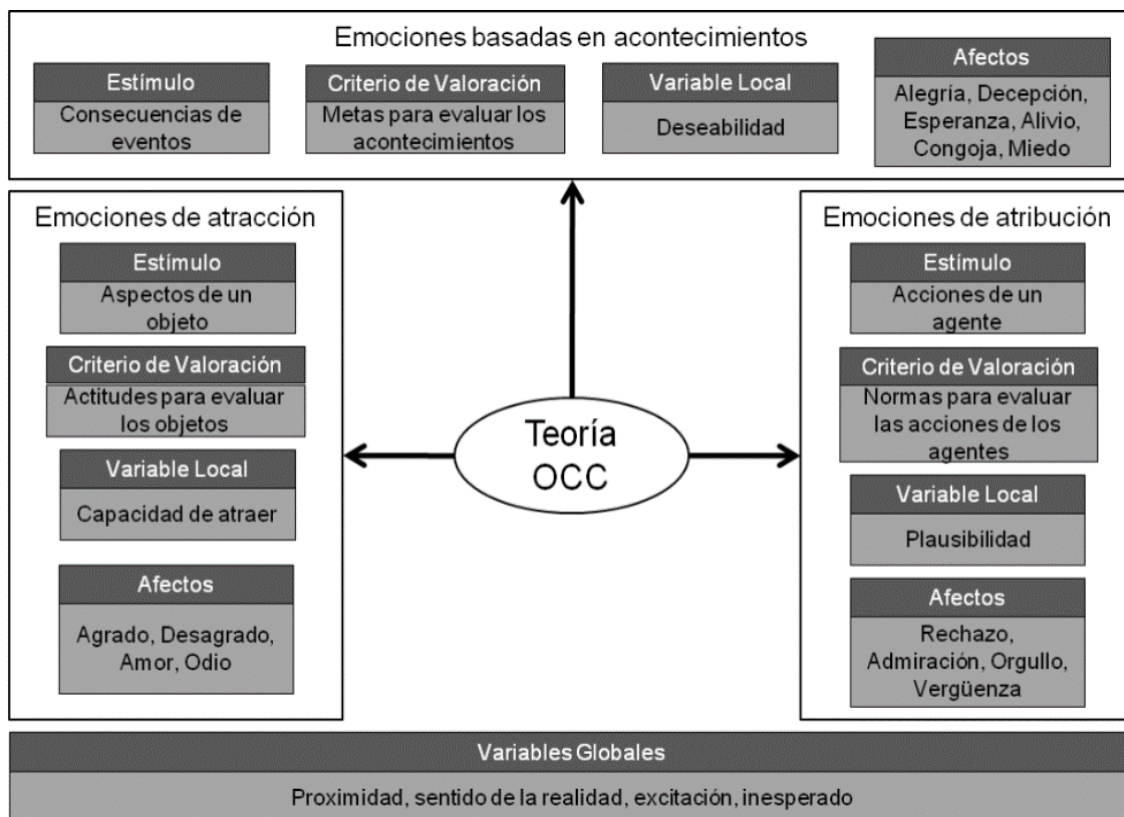 Emociones basadas en acontecimientos
Estímulo
Consecuencias de
eventos
Criterio de Valoración
Metas para evaluar los
acontecimientos
Variable Local
Deseabilidad
Afectos
Alegría, Decepción,
Esperanza, Alivio,
Congoja, Miedo
Emociones de atracción
Estímulo
Aspectos de un
objeto
Criterio de Valoración
Actitudes para evaluar
los objetos
Variable Local
Capacidad de atraer
Afectos
Agrado, Desagrado,
Amor, Odio
Teoría
OCC
Emociones de atribución
Estímulo
Acciones de un
agente
Criterio de Valoración
Normas para evaluar
las acciones de los
agentes
Variable Local
Plausibilidad
Afectos
Rechazo,
Admiración, Orgullo,
Vergüenza
Variables Globales
Proximidad, sentido de la realidad, excitación, inesperado